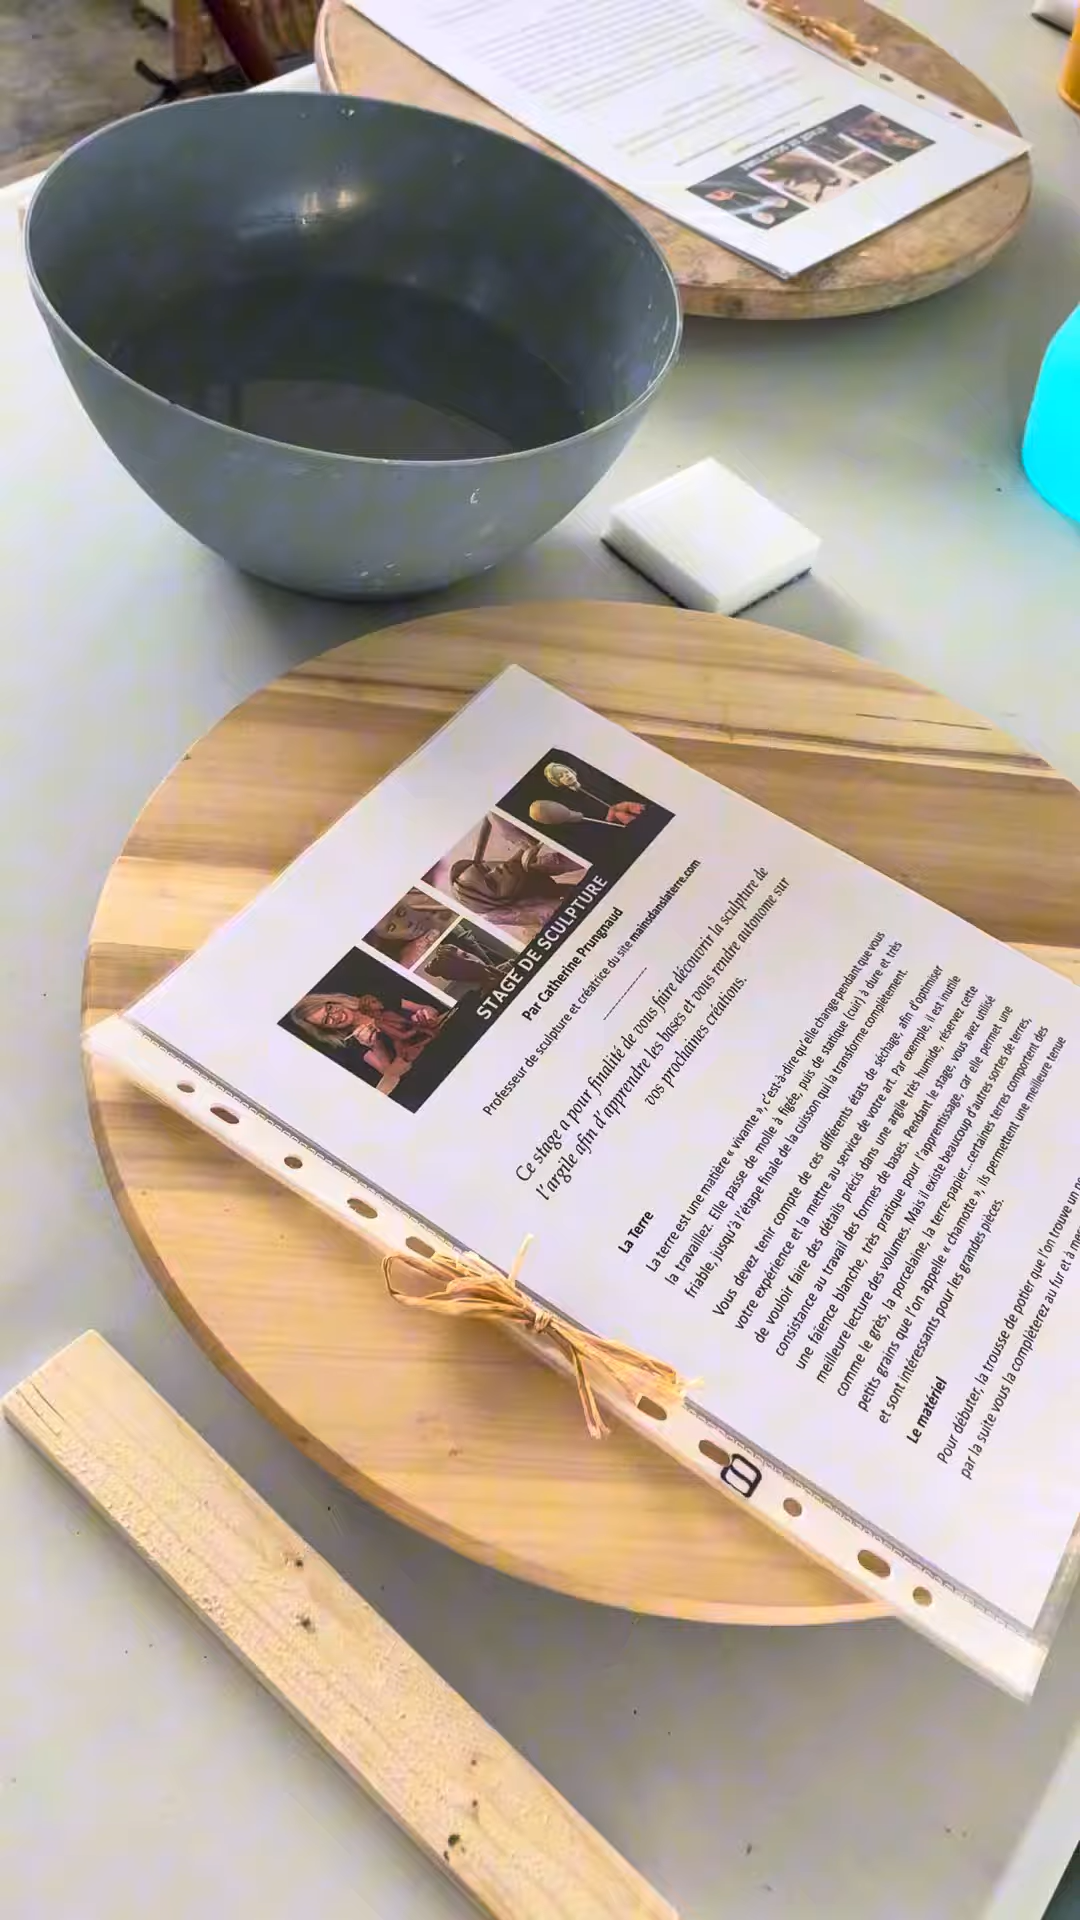 STAGE DE SCULPTURE
Par Catherine Prungnaud
Professeur de sculpture et créatrice du site mainsdanslaterre.com
-----------
Ce stage a pour finalité de vous faire découvrir la sculpture de
l'argile afin d'apprendre les bases et vous rendre autonome sur
vos prochaines créations.
La Terre
La terre est une matière « vivante », c'est-à-dire qu'elle change pendant que vous
la travaillez. Elle passe de molle à figée, puis de statique (cuir) à dure et très
friable, jusqu'à l'étape finale de la cuisson qui la transforme complètement.
Vous devez tenir compte de ces différents états de séchage, afin d'optimiser
votre expérience et la mettre au service de votre art. Par exemple, il est inutile
de vouloir faire des détails précis dans une argile très humide, réservez cette
consistance au travail des formes de bases. Pendant le stage, vous avez utilisé
une faïence blanche, très pratique pour l'apprentissage, car elle permet une
meilleure lecture des volumes. Mais il existe beaucoup d'autres sortes de terres,
comme le grès, la porcelaine, la terre-papier...certaines terres comportent des
petits grains que l'on appelle « chamotte », ils permettent une meilleure tenue
et sont intéressants pour les grandes pièces.
Le matériel
Pour débuter, la trousse de potier que l'on trouve un
par la suite vous la complèterez au fur et à
STAGE DE SCULPTURE